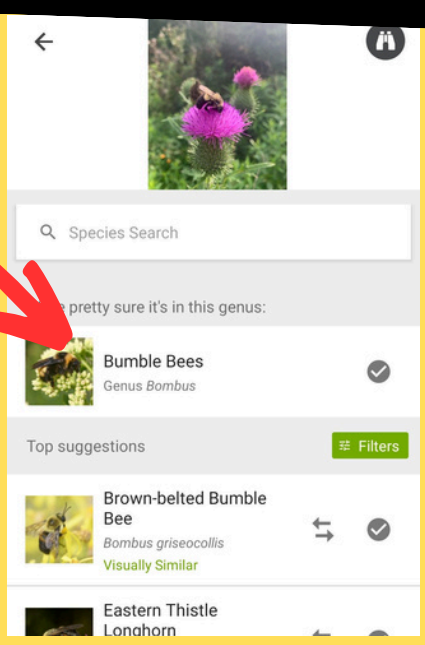 Species Search
pretty sure it's in this genus:
Bumble Bees
Genus Bombus
Top suggestions
Filters
Brown-belted Bumble
Bee
Bombus griseocollis
Visually Similar
Eastern Thistle
Longhorn